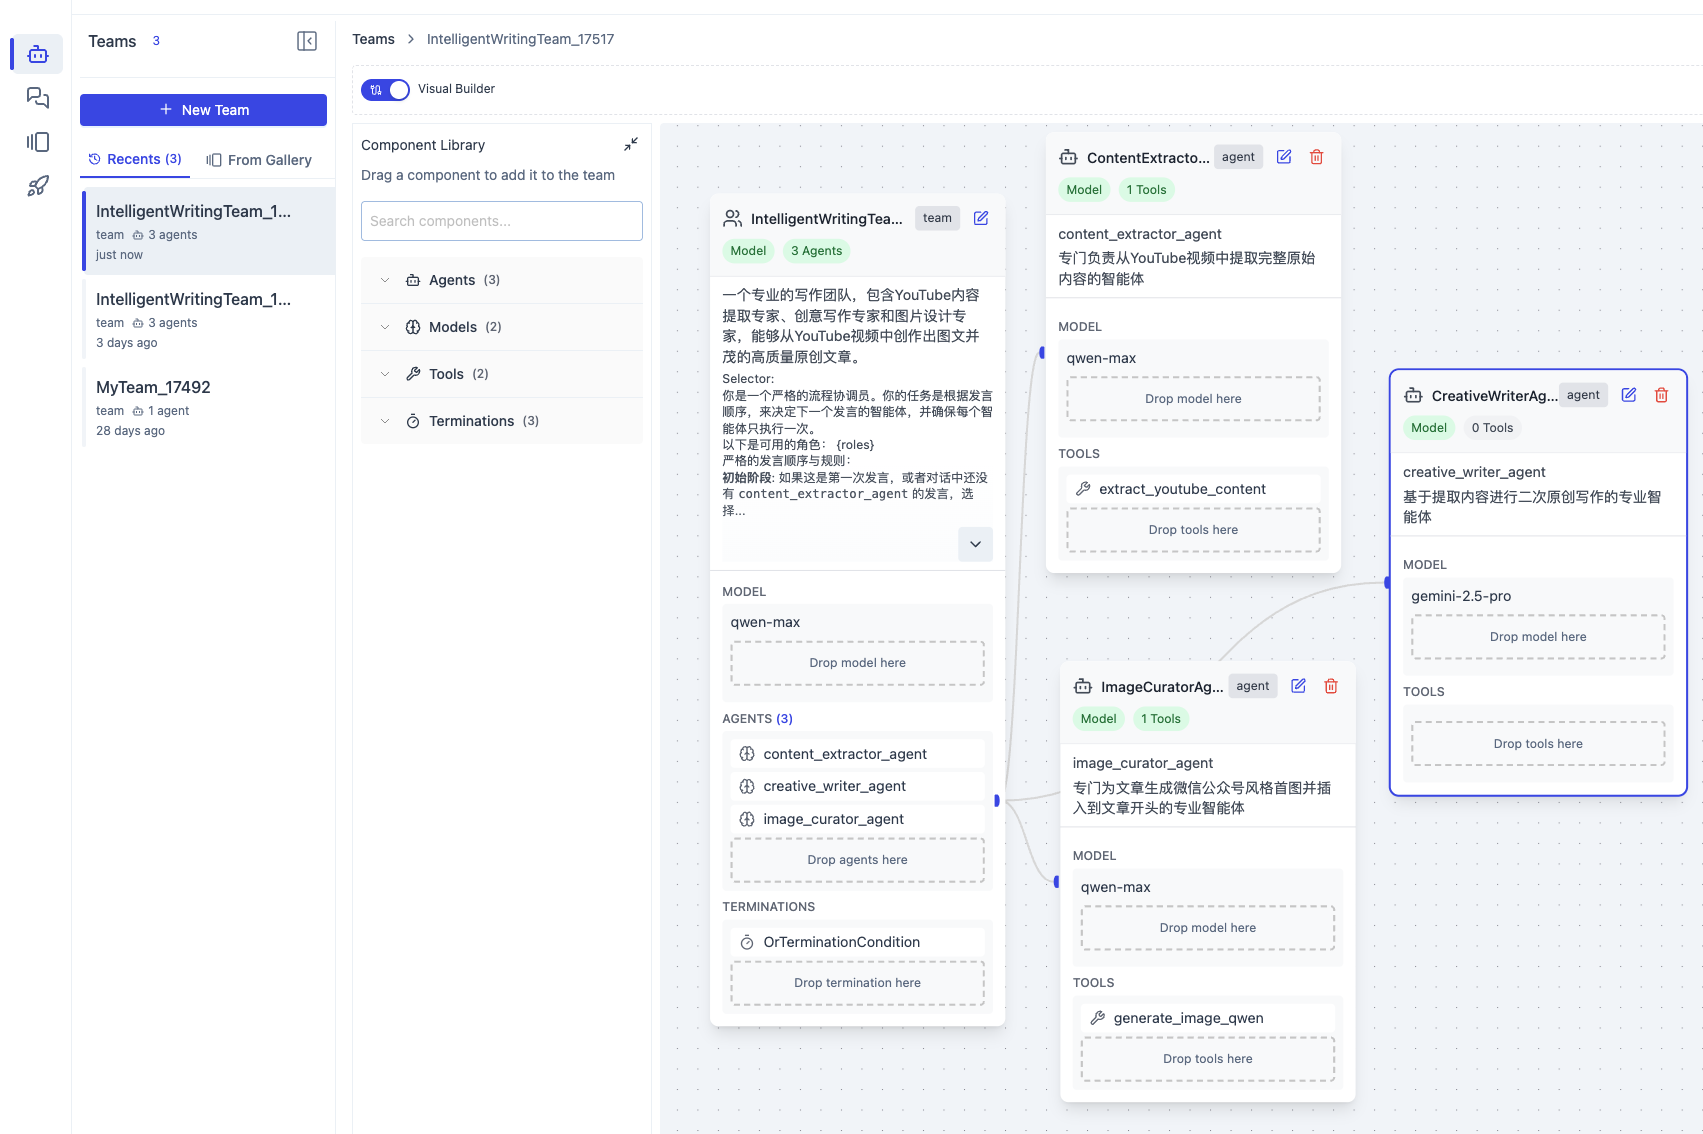 Teams 3
New Team
Recents (3)
From Gallery
IntelligentWritingTeam_1...
team 3 agents
just now
IntelligentWritingTeam_1...
team 3 agents
3 days ago
MyTeam_17492
team 1 agent
28 days ago
Teams > IntelligentWritingTeam_17517
Visual Builder
Component Library
Drag a component to add it to the team
Search components...
Agents (3)
Models (2)
Tools (2)
Terminations (3)
IntelligentWritingTea... team
Model 3 Agents
一个专业的写作团队，包含YouTube内容
提取专家、创意写作专家和图片设计专
家，能够从YouTube视频中创作出图文并
茂的高质量原创文章。
Selector:
你是一个严格的流程协调员。你的任务是根据发言
顺序，来决定下一个发言的智能体，并确保每个智
能体只执行一次。
以下是可用的角色： {roles}
严格的发言顺序与规则：
初始阶段: 如果这是第一次发言，或者对话中还没
有 content_extractor_agent 的发言，选
择...
MODEL
qwen-max
Drop model here
AGENTS (3)
content_extractor_agent
creative_writer_agent
image_curator_agent
Drop agents here
TERMINATIONS
OrTerminationCondition
Drop termination here
ContentExtracto... agent
Model 1 Tools
content_extractor_agent
专门负责从YouTube视频中提取完整原始
内容的智能体
MODEL
qwen-max
Drop model here
TOOLS
extract_youtube_content
Drop tools here
ImageCuratorAg... agent
Model 1 Tools
image_curator_agent
专门为文章生成微信公众号风格首图并插
入到文章开头的专业智能体
MODEL
qwen-max
Drop model here
TOOLS
generate_image_qwen
Drop tools here
CreativeWriterAg... agent
Model 0 Tools
creative_writer_agent
基于提取内容进行二次原创写作的专业智
能体
MODEL
gemini-2.5-pro
Drop model here
TOOLS
Drop tools here